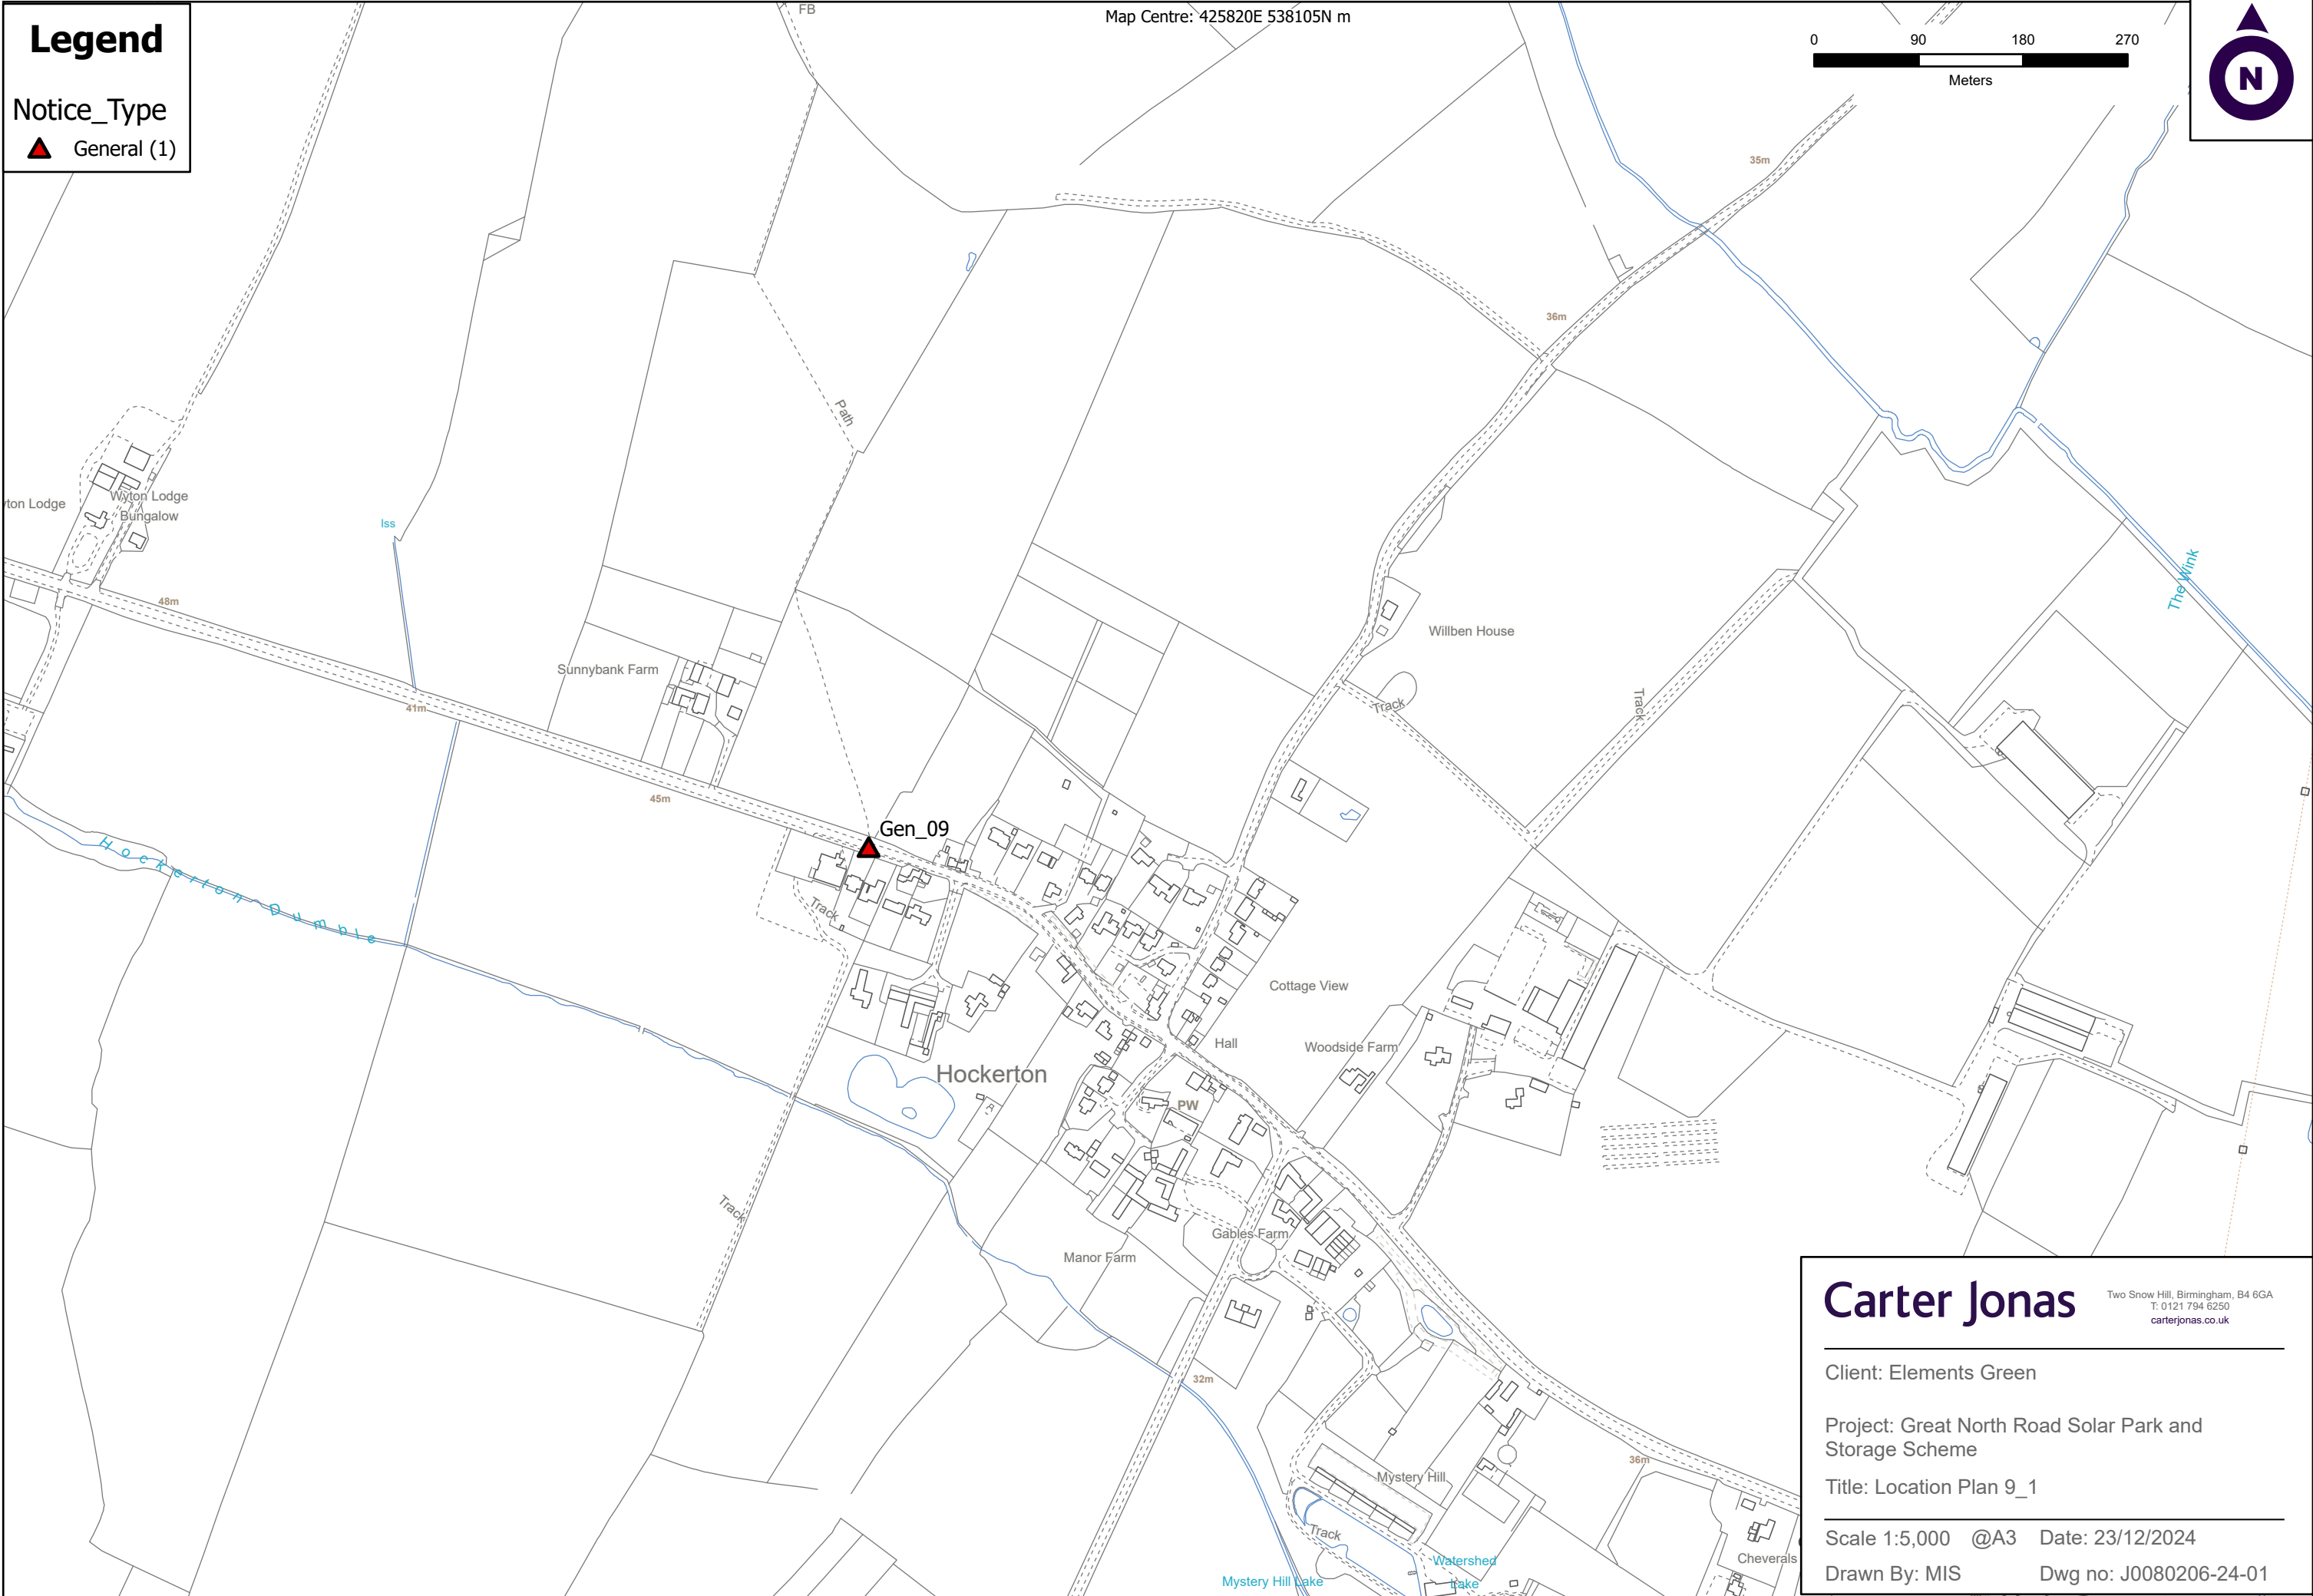 Legend
Notice_Type
General (1)
Map Centre: 425820E 538105N m
0 90 180 270
Meters
N
FB
35m
36m
Path
Wyton Lodge
Bungalow
yton Lodge
Iss
48m
The Wink
Willben House
Sunnybank Farm
Track
Track
41m
45m
Gen_09
Hockerton Dumble
Track
Cottage View
Hall
Woodside Farm
Hockerton
PW
Track
Gables Farm
Manor Farm
32m
36m
Mystery Hill
Track
Watershed
Lake
Mystery Hill Lake
Cheverals
Carter Jonas
Two Snow Hill, Birmingham, B4 6GA
T: 0121 794 6250
carterjonas.co.uk
Client: Elements Green
Project: Great North Road Solar Park and
Storage Scheme
Title: Location Plan 9_1
Scale 1:5,000 @A3 Date: 23/12/2024
Drawn By: MIS Dwg no: J0080206-24-01